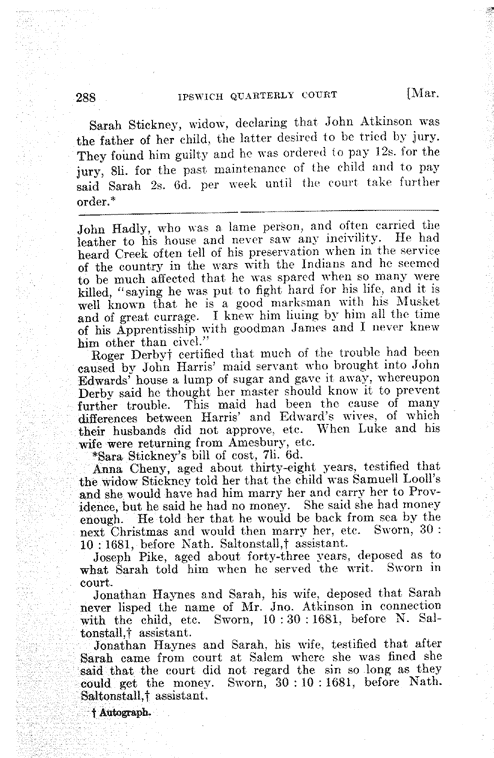 288 IPSWICH QUARTERLY COURT [Mar.
Sarah Stickney, widow, declaring that John Atkinson was
the father of her child, the latter desired to be tried by jury.
They found him guilty and he was ordered to pay 12s. for the
jury, 8li. for the past maintenance of the child and to pay
said Sarah 2s. 6d. per week until the court take further
order.*
John Hadly, who was a lame person, and often carried the
leather to his house and never saw any incivility. He had
heard Creek often tell of his preservation when in the service
of the country in the wars with the Indians and he seemed
to be much affected that he was spared when so many were
killed, "saying he was put to fight hard for his life, and it is
well known that he is a good marksman with his Musket
and of great currage. I knew him liuing by him all the time
of his Apprentisship with goodman James and I never knew
him other than civel."
Roger Derby† certified that much of the trouble had been
caused by John Harris' maid servant who brought into John
Edwards' house a lump of sugar and gave it away, whereupon
Derby said he thought her master should know it to prevent
further trouble. This maid had been the cause of many
differences between Harris' and Edward's wives, of which
their husbands did not approve, etc. When Luke and his
wife were returning from Amesbury, etc.
*Sara Stickney's bill of cost, 7li. 6d.
Anna Cheny, aged about thirty-eight years, testified that
the widow Stickney told her that the child was Samuell Looll's
and she would have had him marry her and carry her to Prov-
idence, but he said he had no money. She said she had money
enough. He told her that he would be back from sea by the
next Christmas and would then marry her, etc. Sworn, 30 :
10 : 1681, before Nath. Saltonstall,† assistant.
Joseph Pike, aged about forty-three years, deposed as to
what Sarah told him when he served the writ. Sworn in
court.
Jonathan Haynes and Sarah, his wife, deposed that Sarah
never lisped the name of Mr. Jno. Atkinson in connection
with the child, etc. Sworn, 10 : 30 : 1681, before N. Sal-
tonstall,† assistant.
Jonathan Haynes and Sarah, his wife, testified that after
Sarah came from court at Salem where she was fined she
said that the court did not regard the sin so long as they
could get the money. Sworn, 30 : 10 : 1681, before Nath.
Saltonstall,† assistant.
† Autograph.